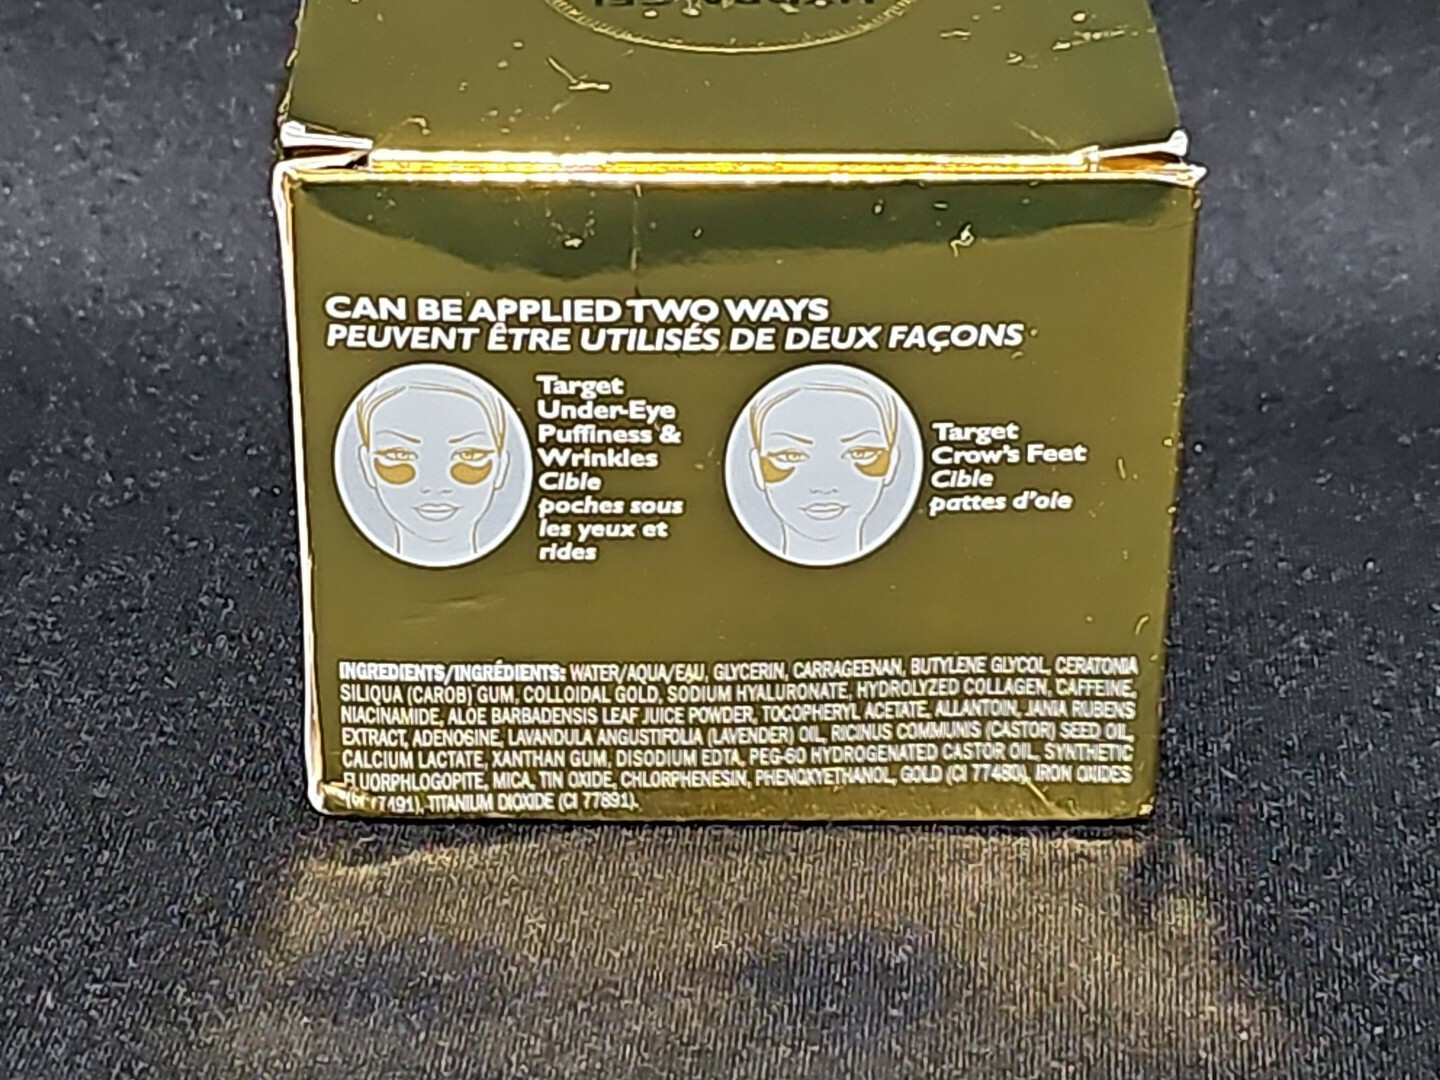 CAN BE APPLIED TWO WAYS
PEUVENT ÊTRE UTILISÉS DE DEUX FAÇONS
Target
Under-Eye
Puffiness &
Wrinkles
Cible
poches sous
les yeux et
rides
Target
Crow's Feet
Cible
pattes d'oie
INGREDIENTS/INGRÉDIENTS: WATER/AQUA/EAU, GLYCERIN, CARRAGEENAN, BUTYLENE GLYCOL, CERATONIA
SILIQUA (CAROB) GUM, COLLOIDAL GOLD, SODIUM HYALURONATE, HYDROLYZED COLLAGEN, CAFFEINE,
NIACINAMIDE, ALOE BARBADENSIS LEAF JUICE POWDER, TOCOPHERYL ACETATE, ALLANTOIN, JANIA RUBENS
EXTRACT, ADENOSINE, LAVANDULA ANGUSTIFOLIA (LAVENDER) OIL, RICINUS COMMUNIS (CASTOR) SEED OIL,
CALCIUM LACTATE, XANTHAN GUM, DISODIUM EDTA, PEG-60 HYDROGENATED CASTOR OIL, SYNTHETIC
FLUORPHLOGOPITE, MICA, TIN OXIDE, CHLORPHENESIN, PHENOXYETHANOL, GOLD (CI 77480), IRON OXIDES
77491), TITANIUM DIOXIDE (CI 77891).